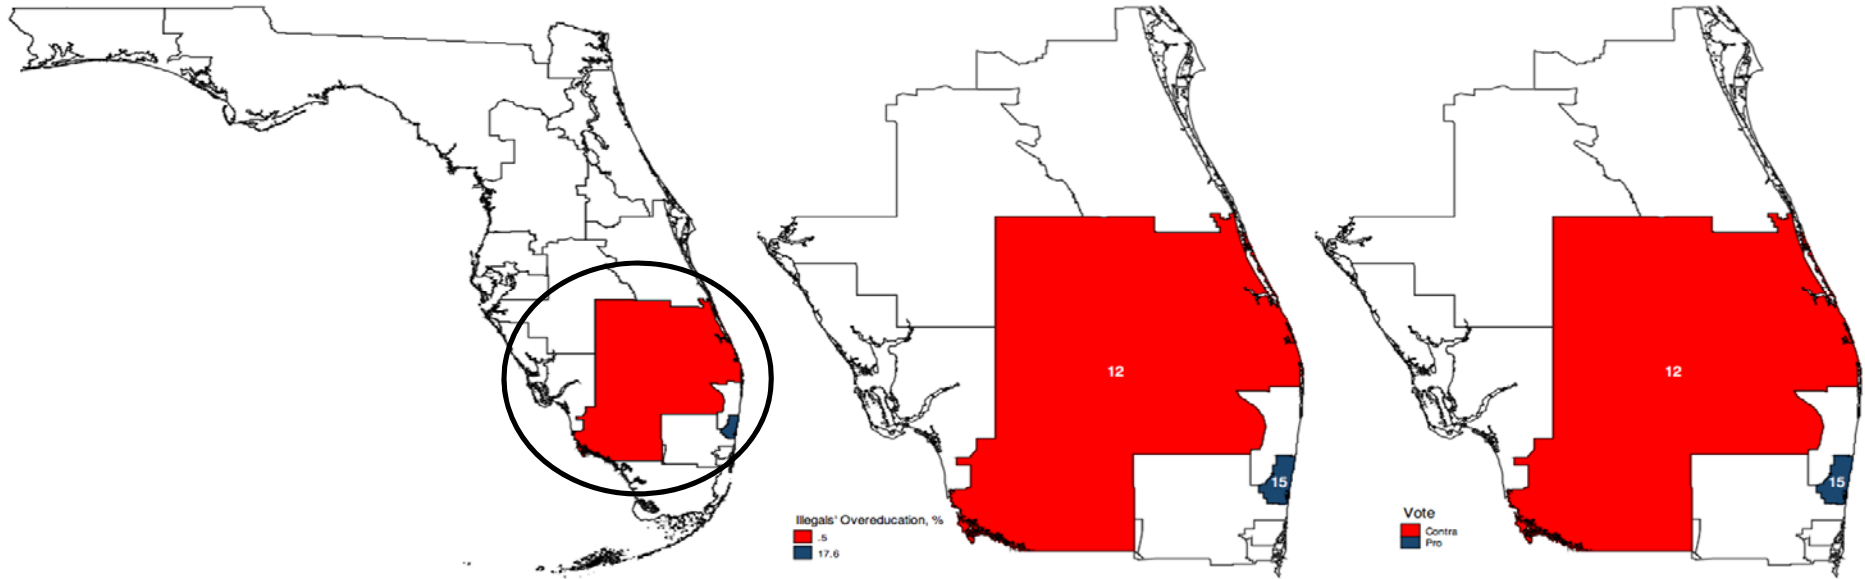 12
15
Illegals' Overeducation, %
.5
17.6
12
15
Vote
Contra
Pro